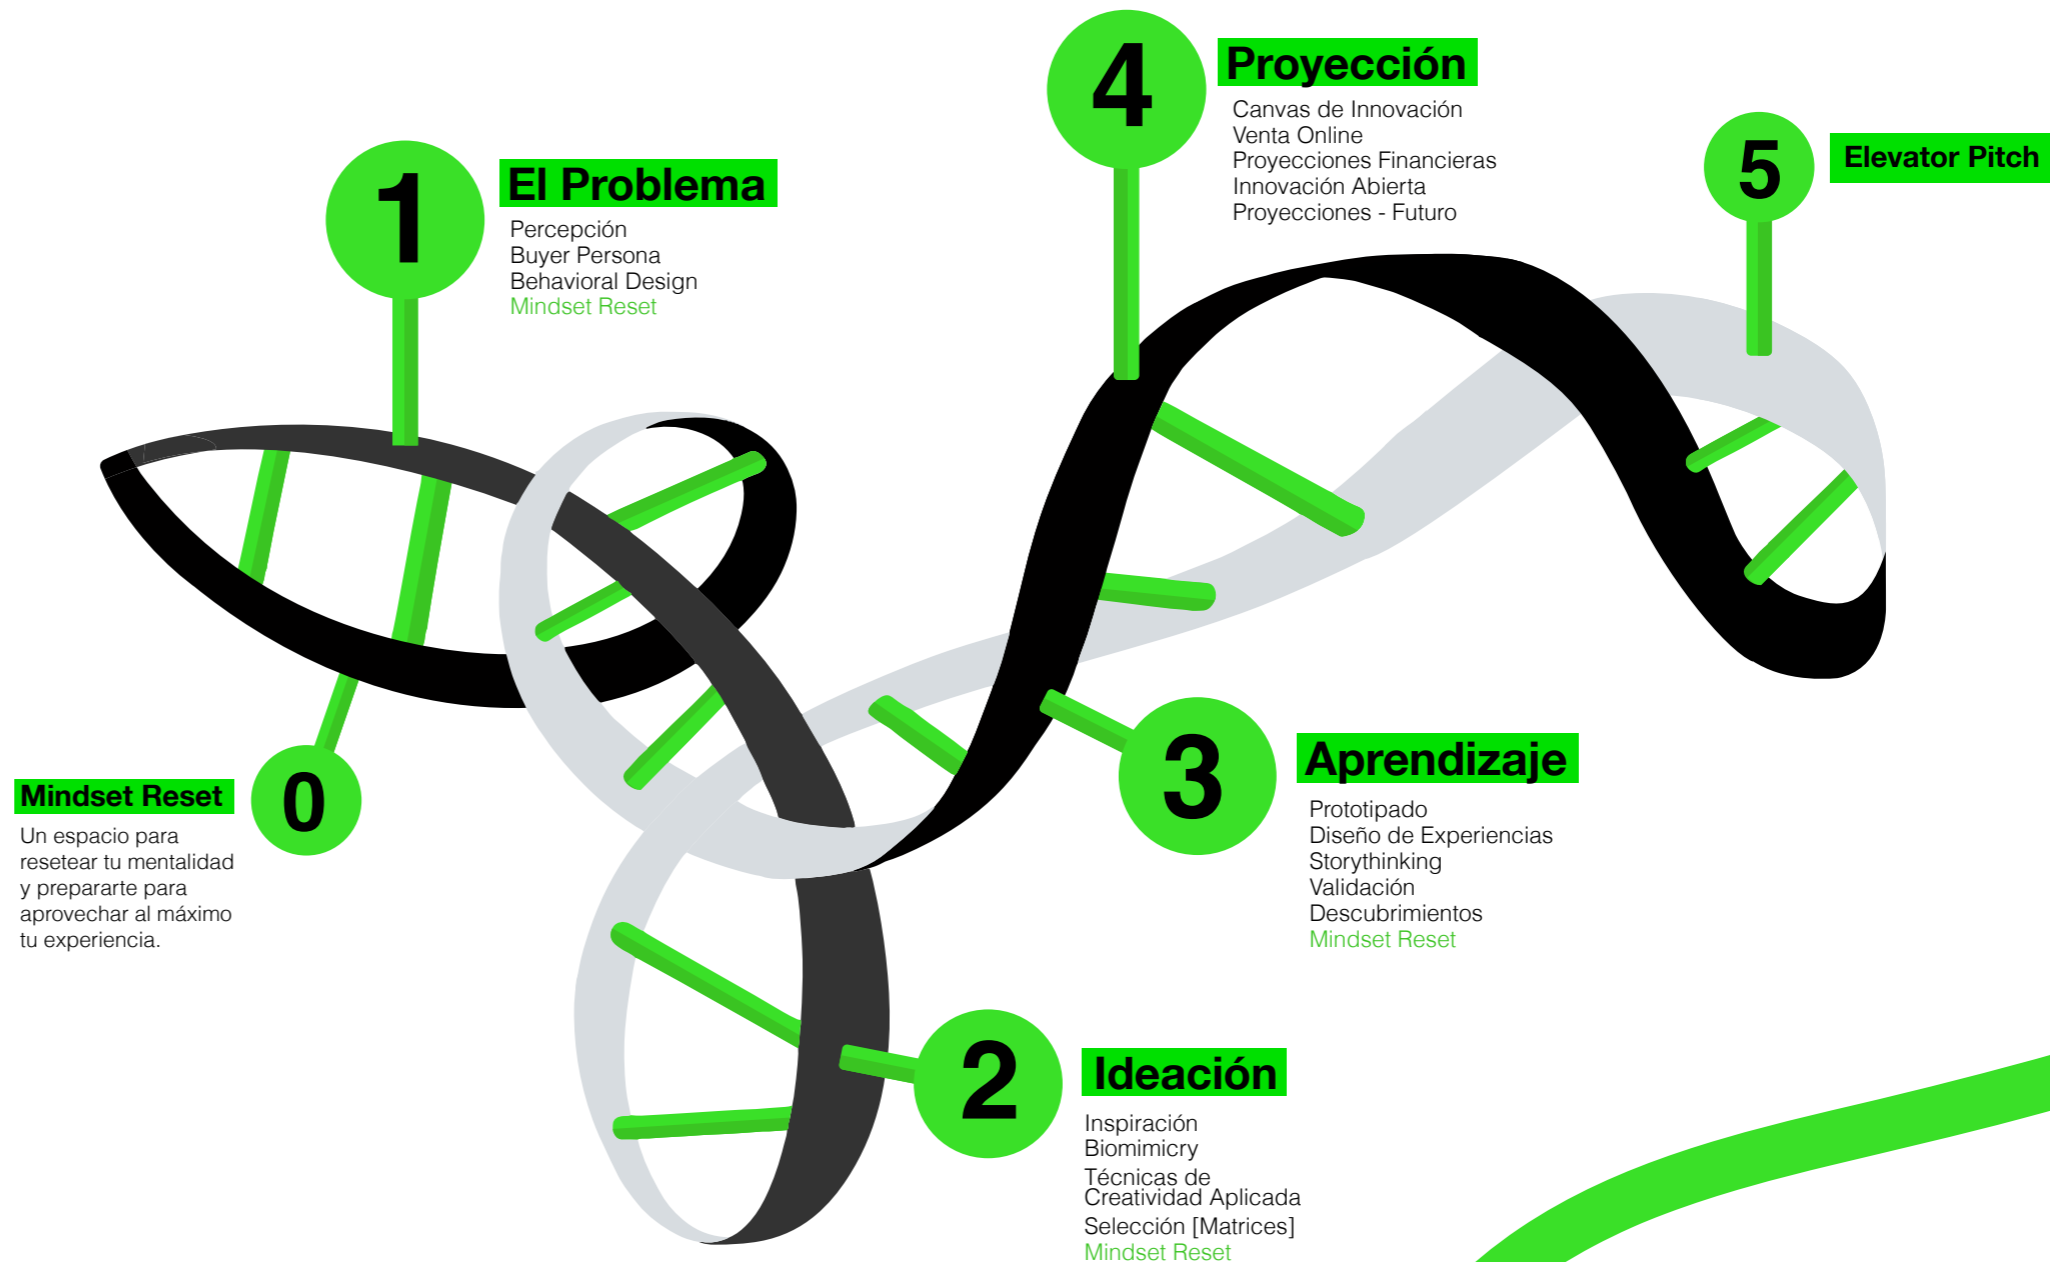 0
Mindset Reset
Un espacio para
resetear tu mentalidad
y prepararte para
aprovechar al máximo
tu experiencia.
1
El Problema
Percepción
Buyer Persona
Behavioral Design
Mindset Reset
2
Ideación
Inspiración
Biomimicry
Técnicas de
Creatividad Aplicada
Selección [Matrices]
Mindset Reset
3
Aprendizaje
Prototipado
Diseño de Experiencias
Storythinking
Validación
Descubrimientos
Mindset Reset
4
Proyección
Canvas de Innovación
Venta Online
Proyecciones Financieras
Innovación Abierta
Proyecciones - Futuro
5
Elevator Pitch